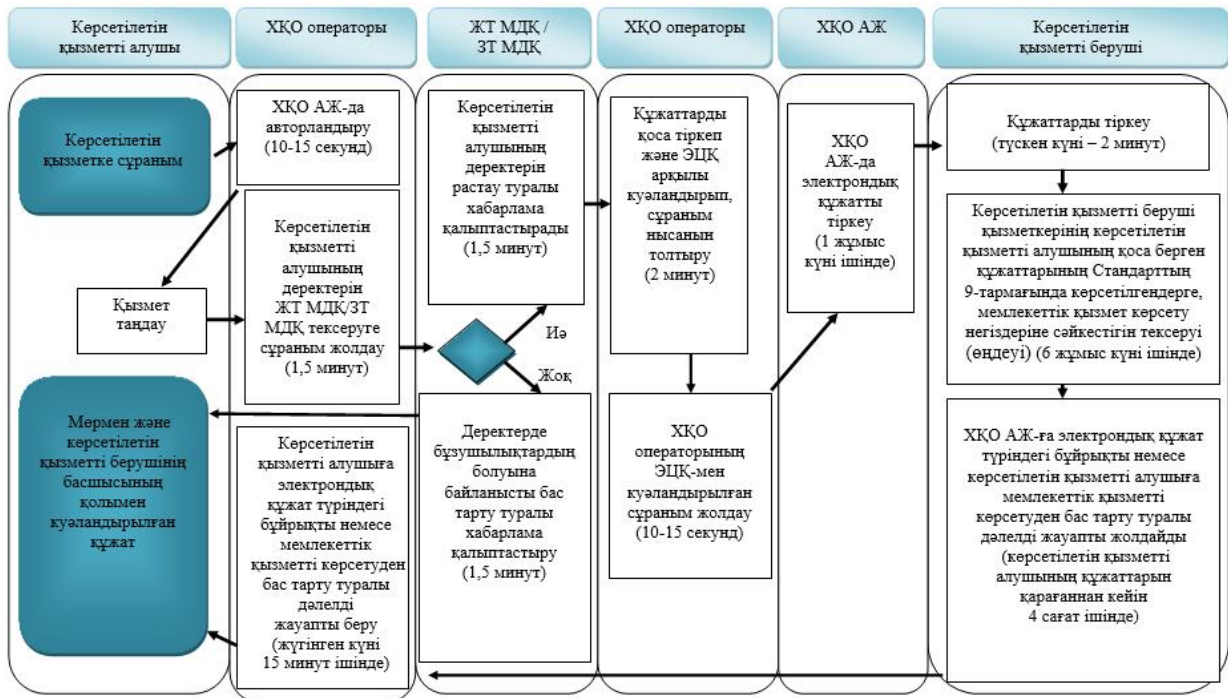 Көрсетілетін
қызметті алушы
ХҚО операторы
ЖТ МДҚ /
ЗТ МДҚ
ХҚО операторы
ХҚО АЖ
Көрсетілетін
қызметті беруші
Көрсетілетін
қызметке сұраным
Қызмет
таңдау
Мөрмен және
көрсетілетін
қызметті берушінің
басшысының
қолымен
куәландырылған
құжат
ХҚО АЖ-да
авторландыру
(10-15 секунд)
Көрсетілетін
қызметті
алушының
деректерін
ЖТ МДҚ/ЗТ
МДҚ тексеруге
сұраным жолдау
(1,5 минут)
Көрсетілетін
қызметті алушыға
электрондық
құжат түріндегі
бұйрықты немесе
мемлекеттік
қызметті көрсетуден
бас тарту туралы
дәлелді
жауапты беру
(жүгінген күні
15 минут ішінде)
Көрсетілетін
қызметті
алушының
деректерін
растау туралы
хабарлама
қалыптастырады
(1,5 минут)
Иә
Жоқ
Деректерде
бұзушылықтардың
болуына
байланысты бас
тарту туралы
хабарлама
қалыптастыру
(1,5 минут)
Құжаттарды
қоса тіркеп
және ЭЦҚ
арқылы
куәландырып,
сұраным
нысанын
толтыру
(2 минут)
ХҚО
операторының
ЭЦҚ-мен
куәландырылған
сұраным жолдау
(10-15 секунд)
ХҚО
АЖ-да
электрондық
құжатты
тіркеу
(1 жұмыс
күні ішінде)
Құжаттарды тіркеу
(түскен күні – 2 минут)
Көрсетілетін қызметті беруші
қызметкерінің көрсетілетін
қызметті алушының қоса берген
құжаттарының Стандарттың
9-тармағында көрсетілгендерге,
мемлекеттік қызмет көрсету
негіздеріне сәйкестігін тексеруі
(өңдеуі) (6 жұмыс күні ішінде)
ХҚО АЖ-ға электрондық құжат
түріндегі бұйрықты немесе
көрсетілетін қызметті алушыға
мемлекеттік қызметті
көрсетуден бас тарту туралы
дәлелді жауапты жолдайды
(көрсетілетін қызметті
алушының құжаттарын
қарағаннан кейін
4 сағат ішінде)